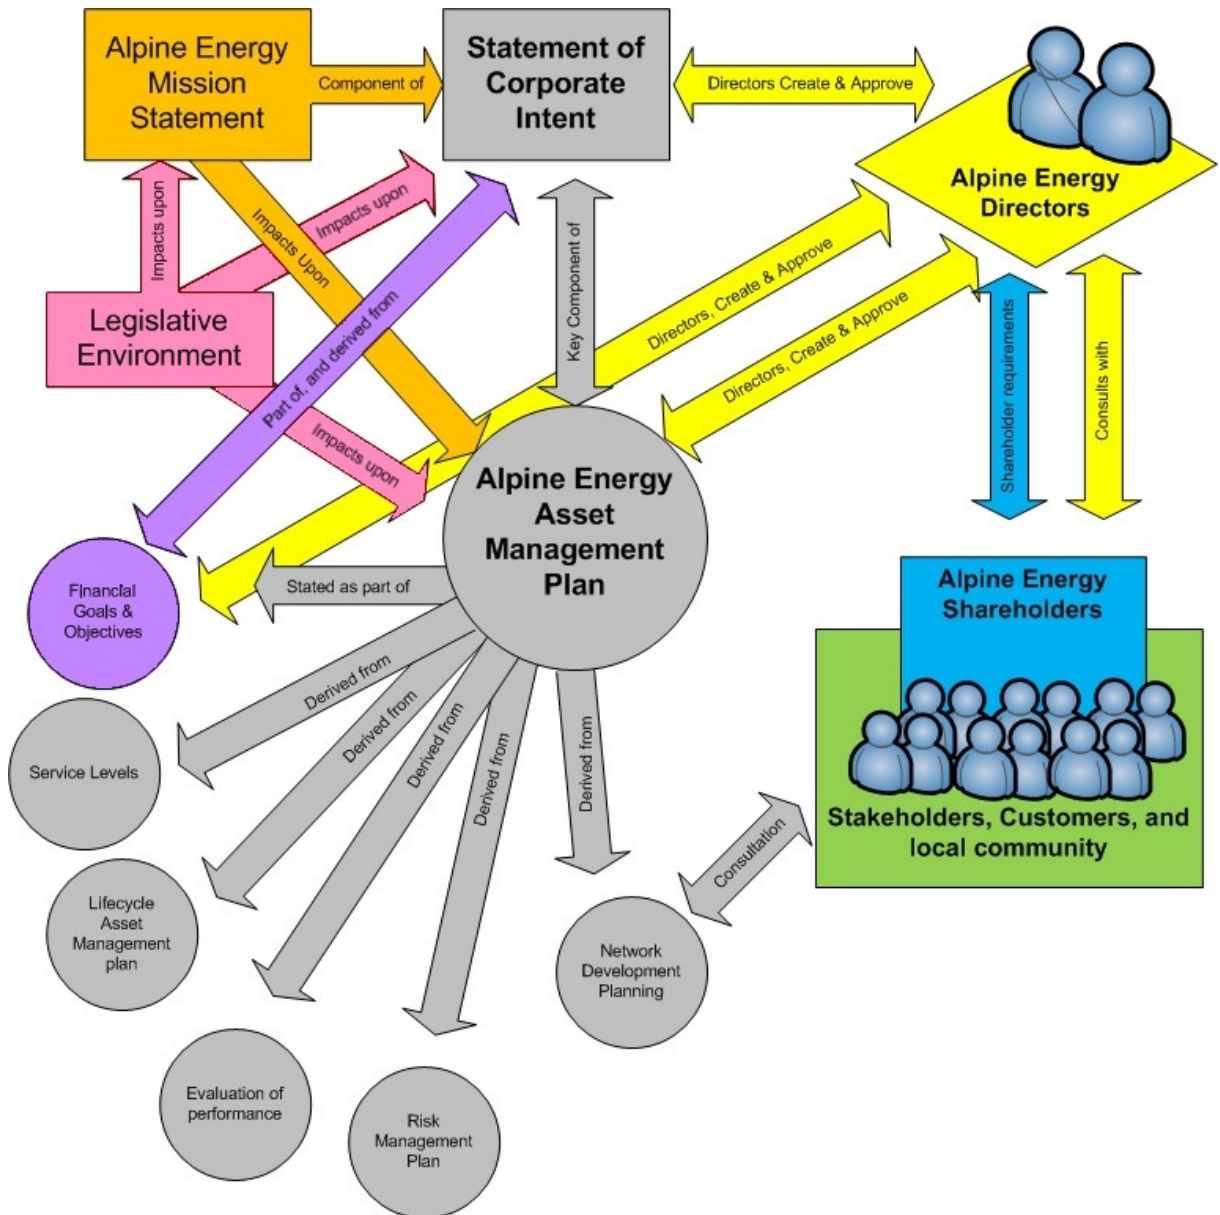 Alpine Energy
Mission
Statement
Component of
Statement of
Corporate
Intent
Directors Create & Approve
Alpine Energy
Directors
Impacts upon
Impacts upon
Impacts Upon
Legislative
Environment
Part of, and derived from
Impacts upon
Key Component of
Directors, Create & Approve
Directors, Create & Approve
Shareholder requirements
Consults with
Alpine Energy
Asset
Management
Plan
Financial
Goals &
Objectives
Stated as part of
Alpine Energy
Shareholders
Stakeholders, Customers, and
local community
Derived from
Derived from
Derived from
Derived from
Derived from
Consultation
Service Levels
Lifecycle
Asset
Management
plan
Network
Development
Planning
Evaluation of
performance
Risk
Management
Plan